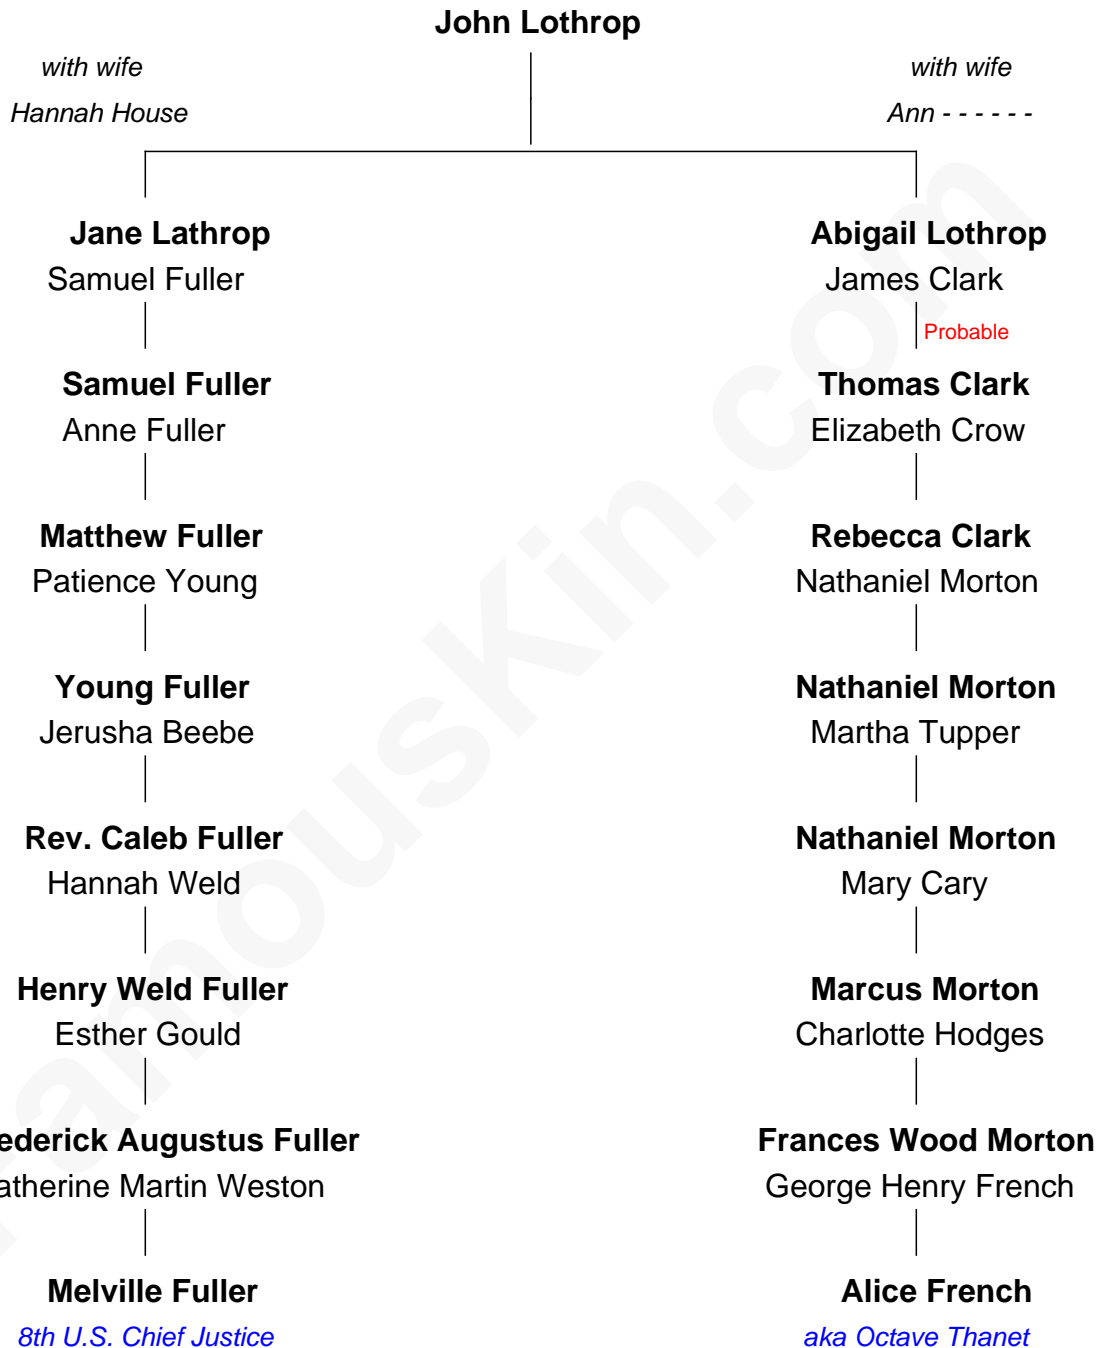 John Lothrop
with wife
Hannah House
with wife
Ann - - - - - -
Jane Lathrop
Samuel Fuller
Abigail Lothrop
James Clark
Probable
Samuel Fuller
Anne Fuller
Thomas Clark
Elizabeth Crow
Matthew Fuller
Patience Young
Rebecca Clark
Nathaniel Morton
Young Fuller
Jerusha Beebe
Nathaniel Morton
Martha Tupper
Rev. Caleb Fuller
Hannah Weld
Nathaniel Morton
Mary Cary
Henry Weld Fuller
Esther Gould
Marcus Morton
Charlotte Hodges
ederick Augustus Fuller
atherine Martin Weston
Frances Wood Morton
George Henry French
Melville Fuller
8th U.S. Chief Justice
Alice French
aka Octave Thanet
FamousKin.com